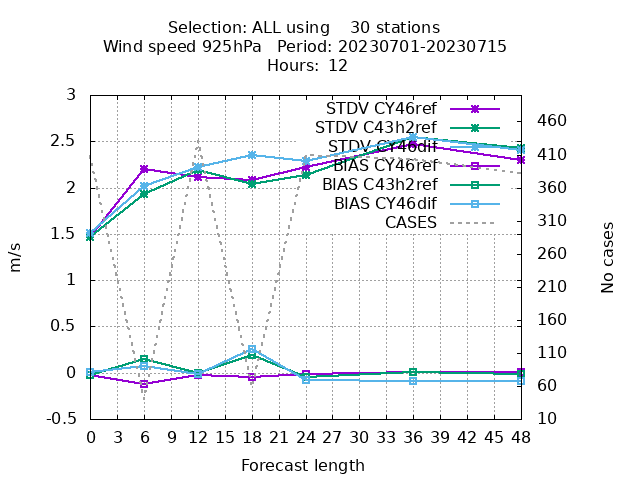 Selection: ALL using    30 stations
Wind speed 925hPa   Period: 20230701-20230715
Hours:  12
3
2.5
2
1.5
1
0.5
0
-0.5
m/s
STDV CY46ref
STDV C43h2ref
STDV CY46dif
BIAS CY46ref
BIAS C43h2ref
BIAS CY46dif
CASES
460
410
360
310
260
210
160
110
60
10
No cases
0 3 6 9 12 15 18 21 24 27 30 33 36 39 42 45 48
Forecast length